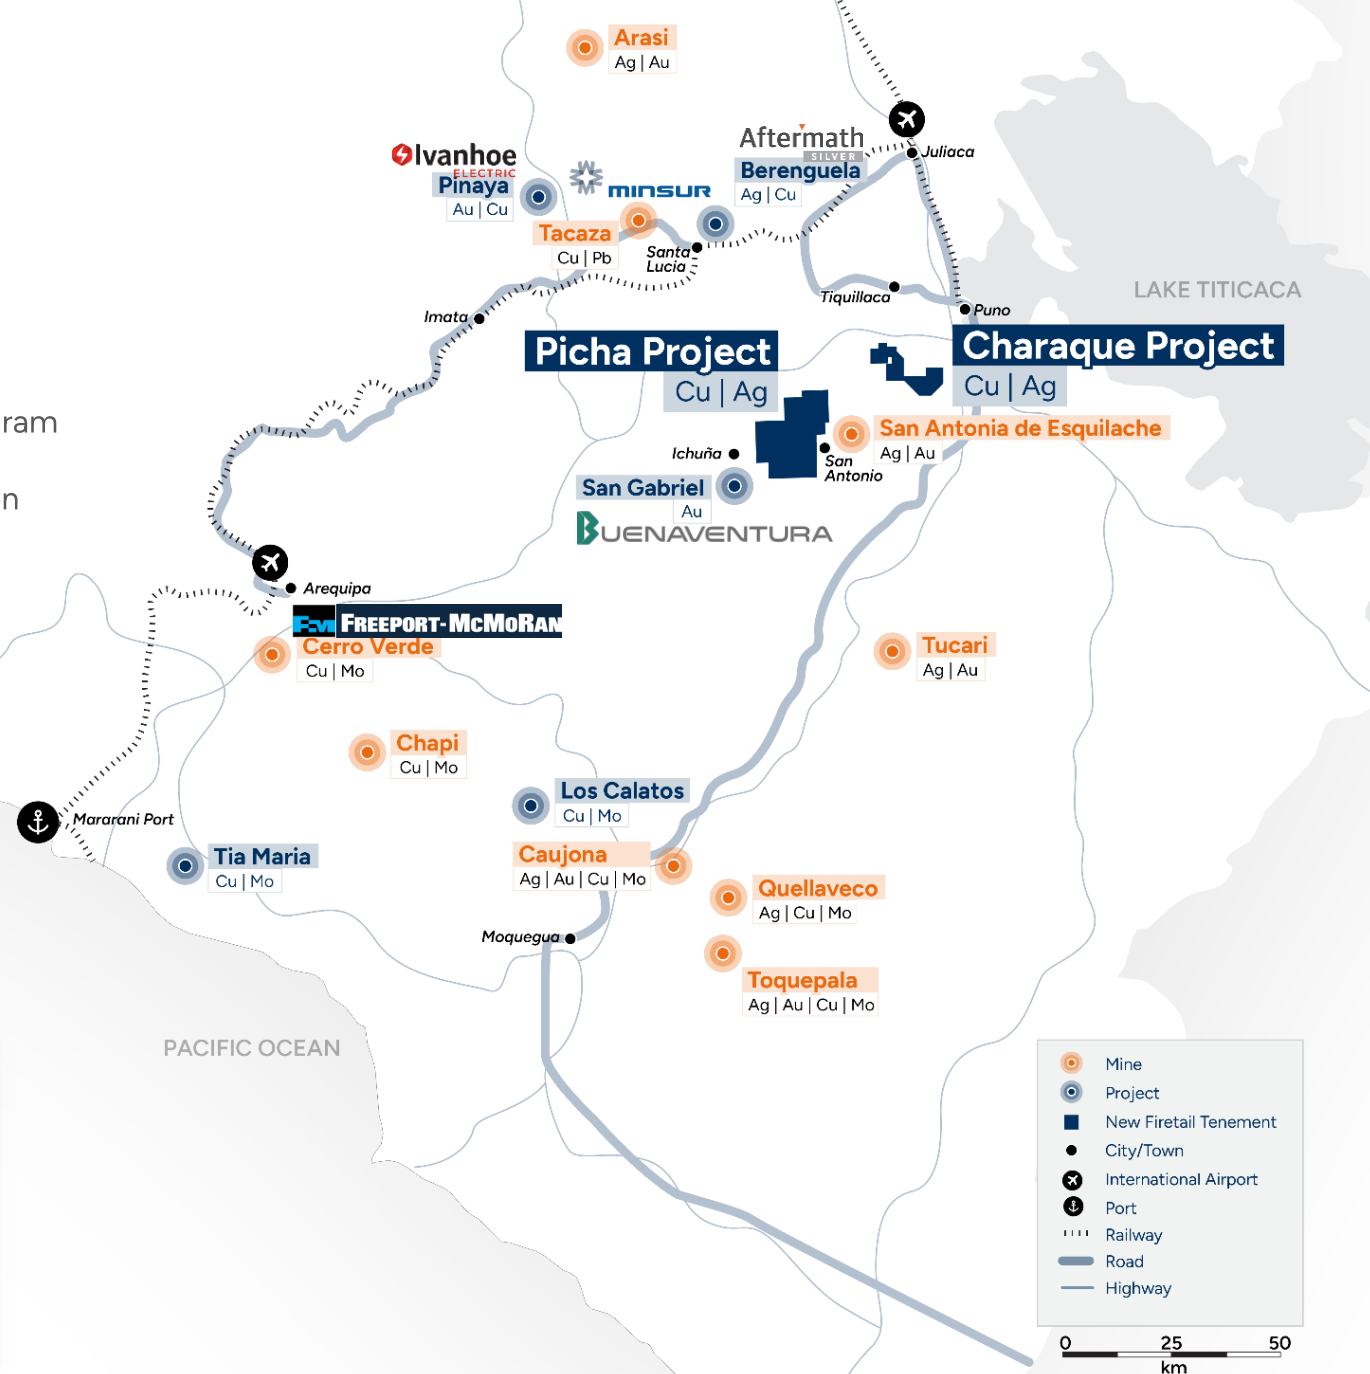 Arasi
Ag | Au
Aftermath
SILVER
Ivanhoe
ELECTRIC
Juliaca
Berenguela
Ag | Cu
Pinaya
Au | Cu
MINSUR
Tacaza
Cu | Pb
Santa
Lucia
LAKE TITICACA
Tiquillaca
Puno
Imata
Picha Project
Cu | Ag
Charaque Project
Cu | Ag
ram
San Antonia de Esquilache
Ag | Au
Ichuña
San
Antonio
San Gabriel
Au
n
BUENAVENTURA
Arequipa
FCX
FREEPORT-MCMORAN
Cerro Verde
Cu | Mo
Tucari
Ag | Au
Chapi
Cu | Mo
Los Calatos
Cu | Mo
Mararani Port
Tia Maria
Cu | Mo
Caujona
Ag | Au | Cu | Mo
Quellaveco
Ag | Cu | Mo
Moquegua
Toquepala
Ag | Au | Cu | Mo
PACIFIC OCEAN
Mine
Project
New Firetail Tenement
City/Town
International Airport
Port
Railway
Road
Highway
0 25 50
km